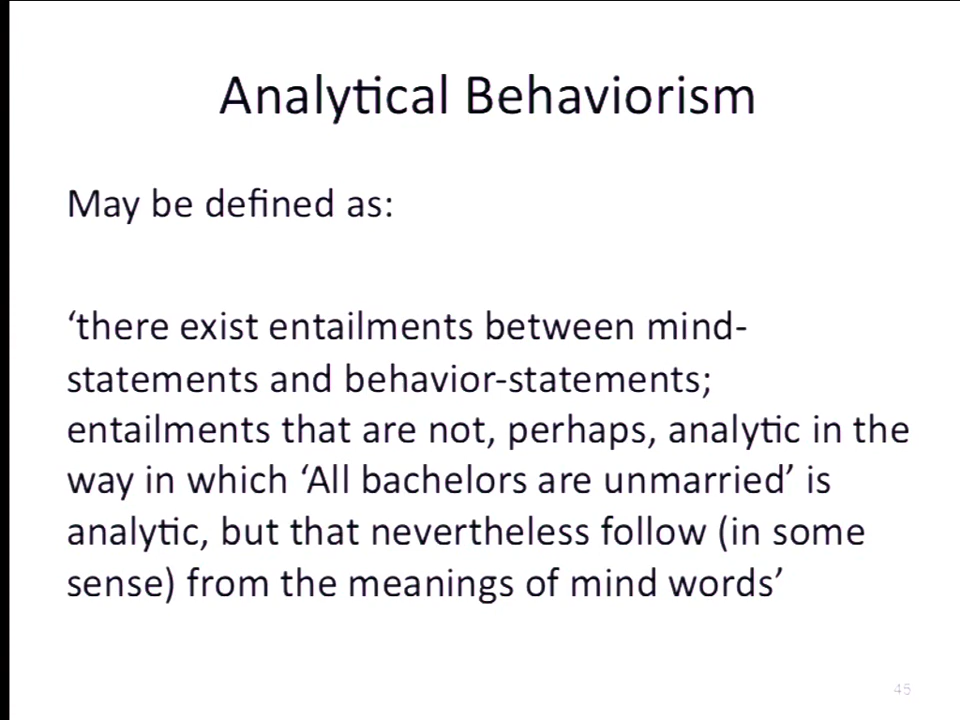 Analytical Behaviorism
May be defined as:
‘there exist entailments between mind-
statements and behavior-statements;
entailments that are not, perhaps, analytic in the
way in which ‘All bachelors are unmarried’ is
analytic, but that nevertheless follow (in some
sense) from the meanings of mind words’
45